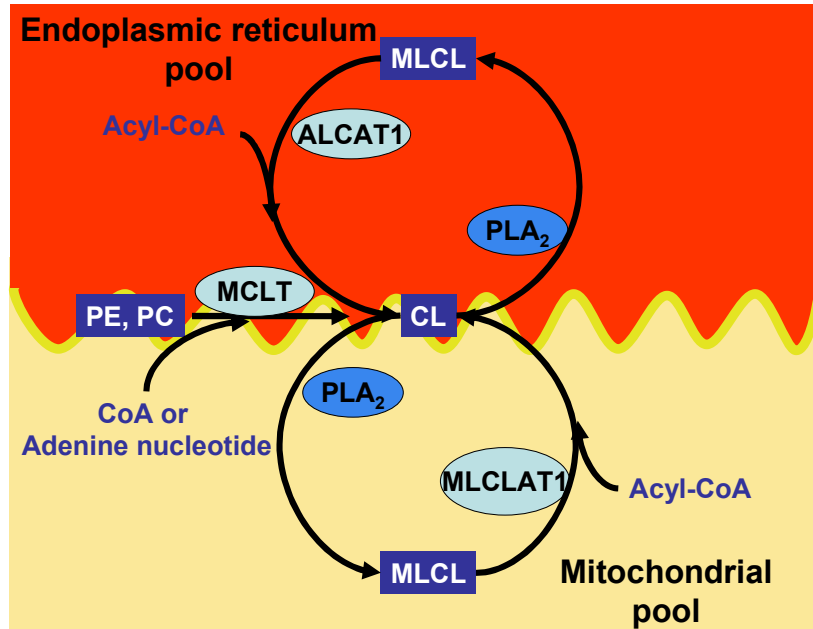 Endoplasmic reticulum
pool
MLCL
Acyl-CoA
ALCAT1
PLA₂
MCLT
PE, PC
CL
PLA₂
CoA or
Adenine nucleotide
MLCLAT1
Acyl-CoA
MLCL
Mitochondrial
pool